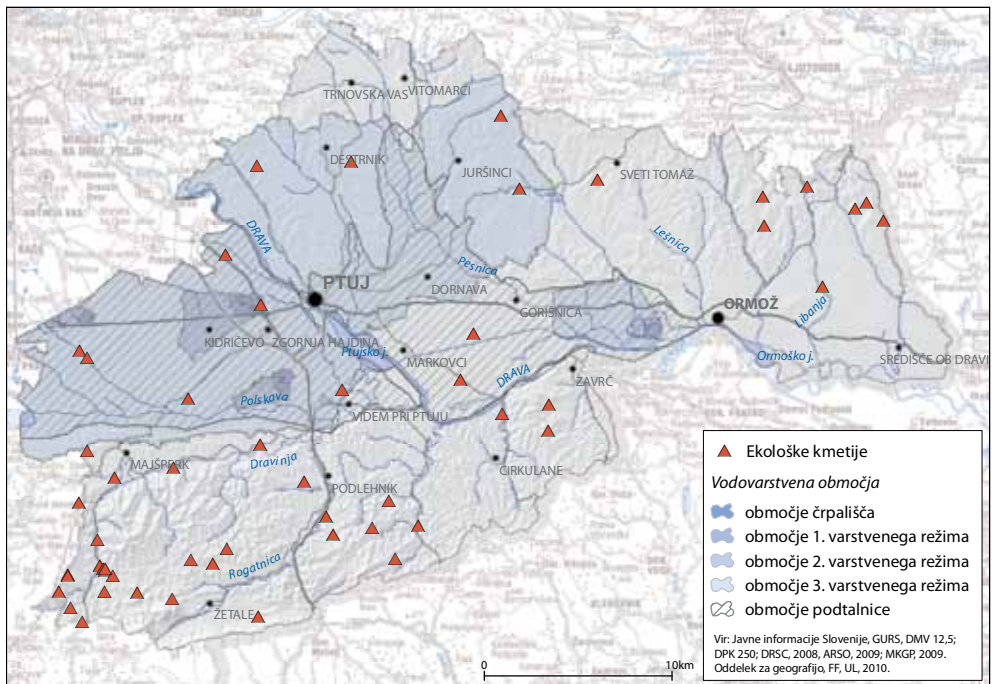 TRNOVSKA VAS
VITOMARCI
DESTRNIK
JURŠINCI
SVETI TOMAŽ
DRAVA
Lešnica
Pesnica
PTUJ
DORNAVA
GORIŠNICA
ORMOŽ
Libanja
KIDRIČEVO
ZGORNJA HAJDINA
Ptujsko j.
MARKOVCI
DRAVA
ZAVRČ
Ormoško j.
SREDIŠČE OB DRAVI
Polskava
VIDEM PRI PTUJU
MAJŠPERK
Dravinja
PODLEHNIK
CIRKULANE
Rogatnica
ŽETALE
Ekološke kmetije
Vodovarstvena območja
območje črpališča
območje 1. varstvenega režima
območje 2. varstvenega režima
območje 3. varstvenega režima
območje podtalnice
Vir: Javne informacije Slovenije, GURS, DMV 12,5;
DPK 250; DRSC, 2008, ARSO, 2009; MKGP, 2009.
Oddelek za geografijo, FF, UL, 2010.
0 10km